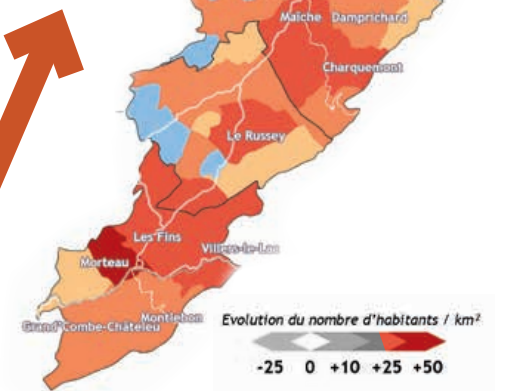 Maîche Damprichard
Charquemont
Le Russey
Les Fins
Villers-le-Lac
Morteau
Montlebon
Grand'Combe-Châteleu
Evolution du nombre d'habitants / km²
-25 0 +10 +25 +50